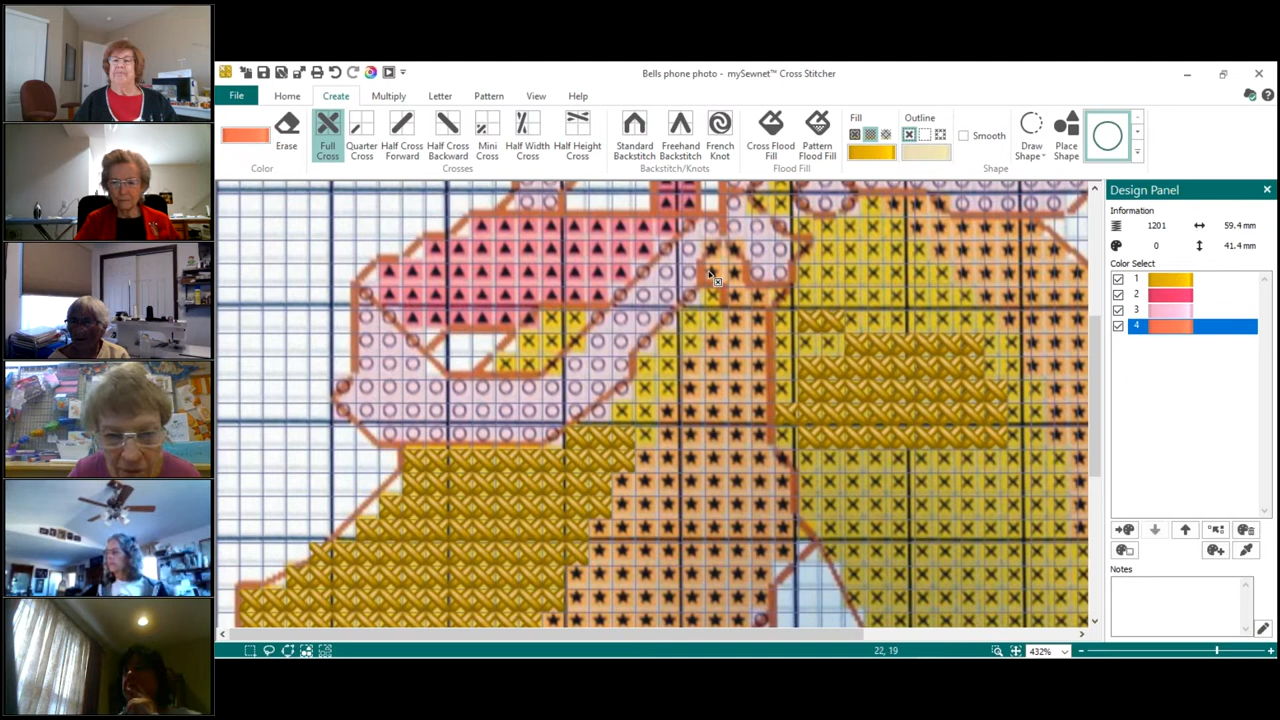 Bells phone photo - mySewnet™ Cross Stitcher
File Home Create Multiply Letter Pattern View Help
Erase
Full Cross
Quarter Cross
Half Cross Forward
Half Cross Backward
Mini Cross
Half Width Cross
Half Height Cross
Standard Backstitch
Freehand Backstitch
French Knot
Cross Flood Fill
Pattern Flood Fill
Fill
Outline
Smooth
Draw Shape
Place Shape
Color
Crosses
Backstitch/Knots
Flood Fill
Shape
Design Panel
Information
1201 59.4 mm
0 41.4 mm
Color Select
1
2
3
4
Notes
22, 19
432%